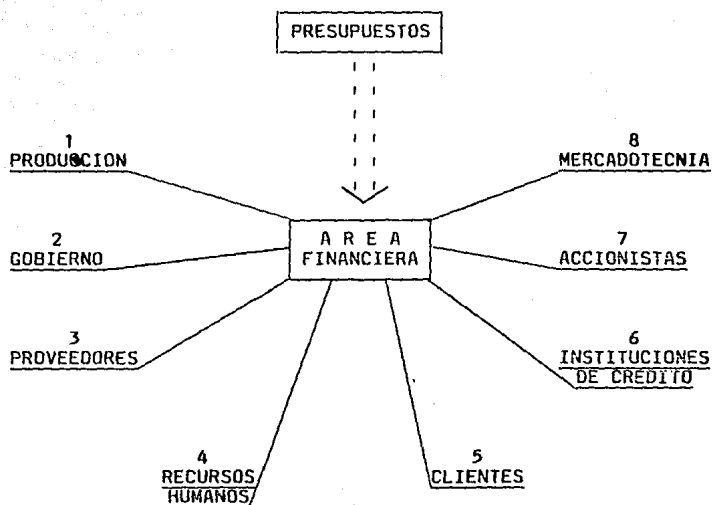 PRESUPUESTOS
1
PRODUCCION
8
MERCADOTECNIA
A R E A
FINANCIERA
2
GOBIERNO
7
ACCIONISTAS
3
PROVEEDORES
6
INSTITUCIONES
DE CREDITO
4
RECURSOS
HUMANOS
5
CLIENTES